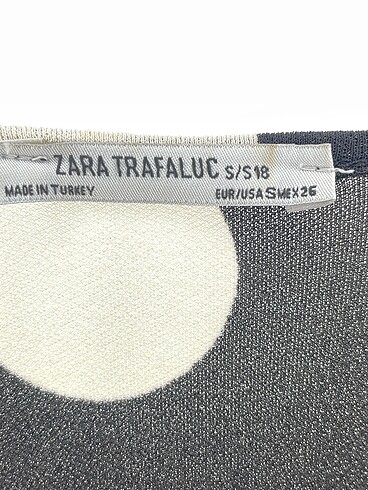 ZARA TRAFALUC S/S18
MADE IN TURKEY EUR/USA S MEX 26